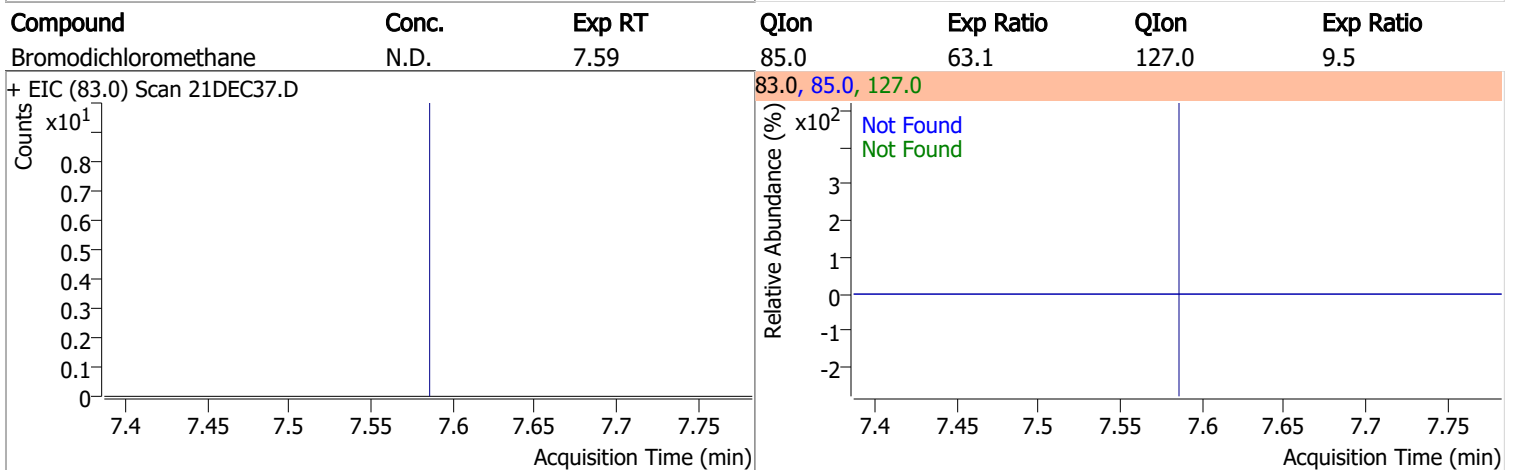 Compound Conc. Exp RT QIon Exp Ratio QIon Exp Ratio
Bromodichloromethane N.D. 7.59 85.0 63.1 127.0 9.5
+ EIC (83.0) Scan 21DEC37.D
Counts
x10¹
0.8
0.7
0.6
0.5
0.4
0.3
0.2
0.1
0
7.4 7.45 7.5 7.55 7.6 7.65 7.7 7.75
Acquisition Time (min)
83.0, 85.0, 127.0
Relative Abundance (%)
x10²
Not Found
Not Found
3
2
1
0
-1
-2
7.4 7.45 7.5 7.55 7.6 7.65 7.7 7.75
Acquisition Time (min)